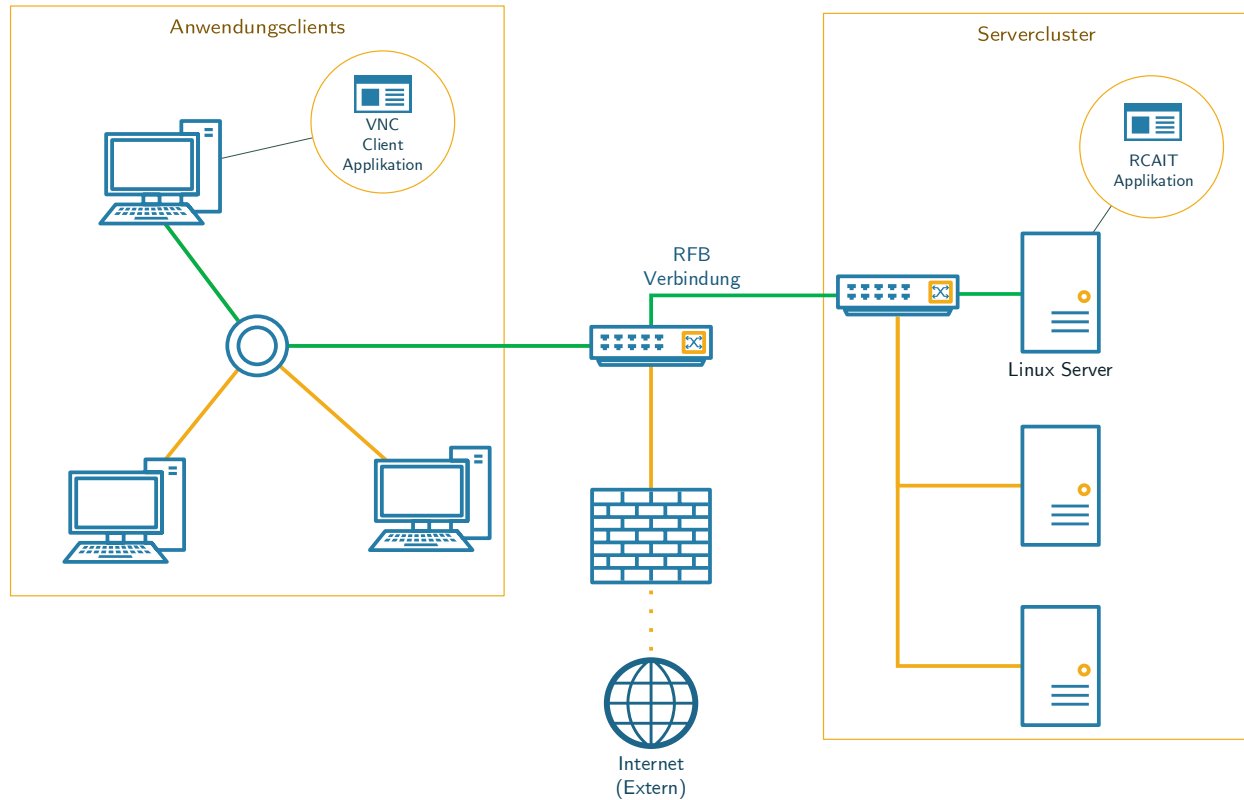 Anwendungsclients
VNC
Client
Applikation
RFB
Verbindung
Servercluster
RCAIT
Applikation
Linux Server
Internet
(Extern)